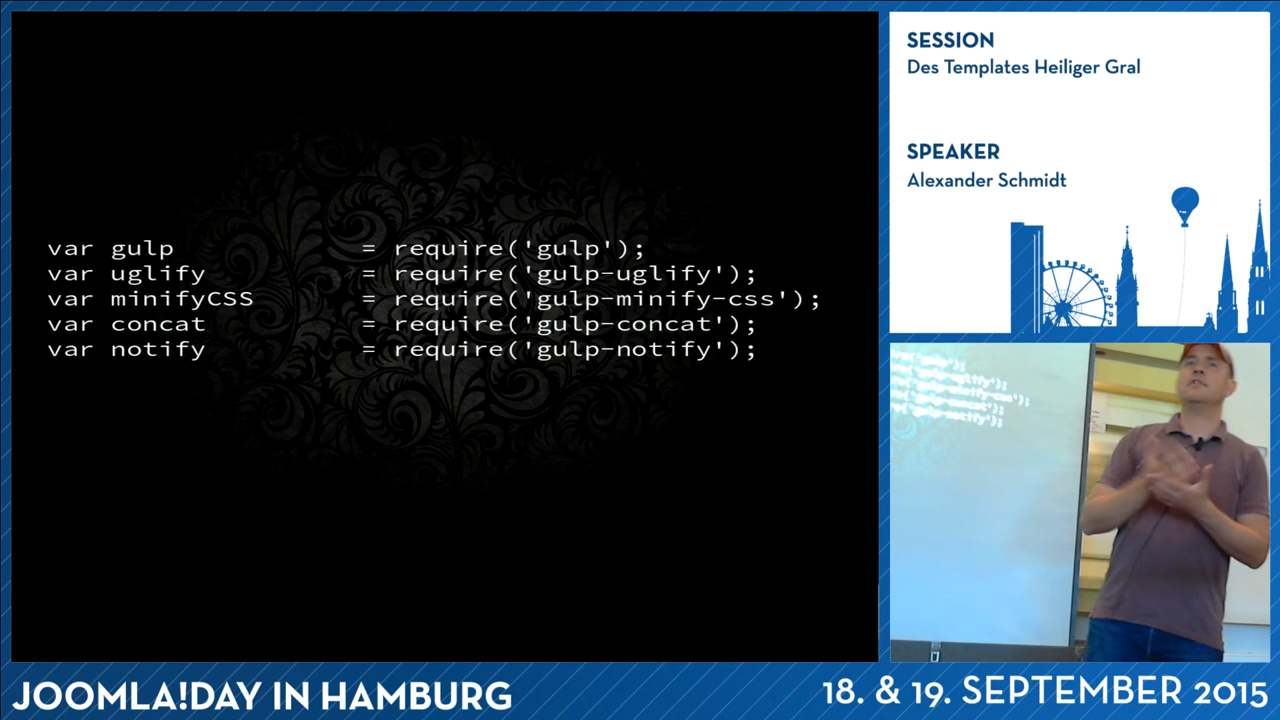 var gulp = require('gulp');
var uglify = require('gulp-uglify');
var minifyCSS = require('gulp-minify-css');
var concat = require('gulp-concat');
var notify = require('gulp-notify');
SESSION
Des Templates Heiliger Gral
SPEAKER
Alexander Schmidt
JOOMLA!DAY IN HAMBURG
18. & 19. SEPTEMBER 2015